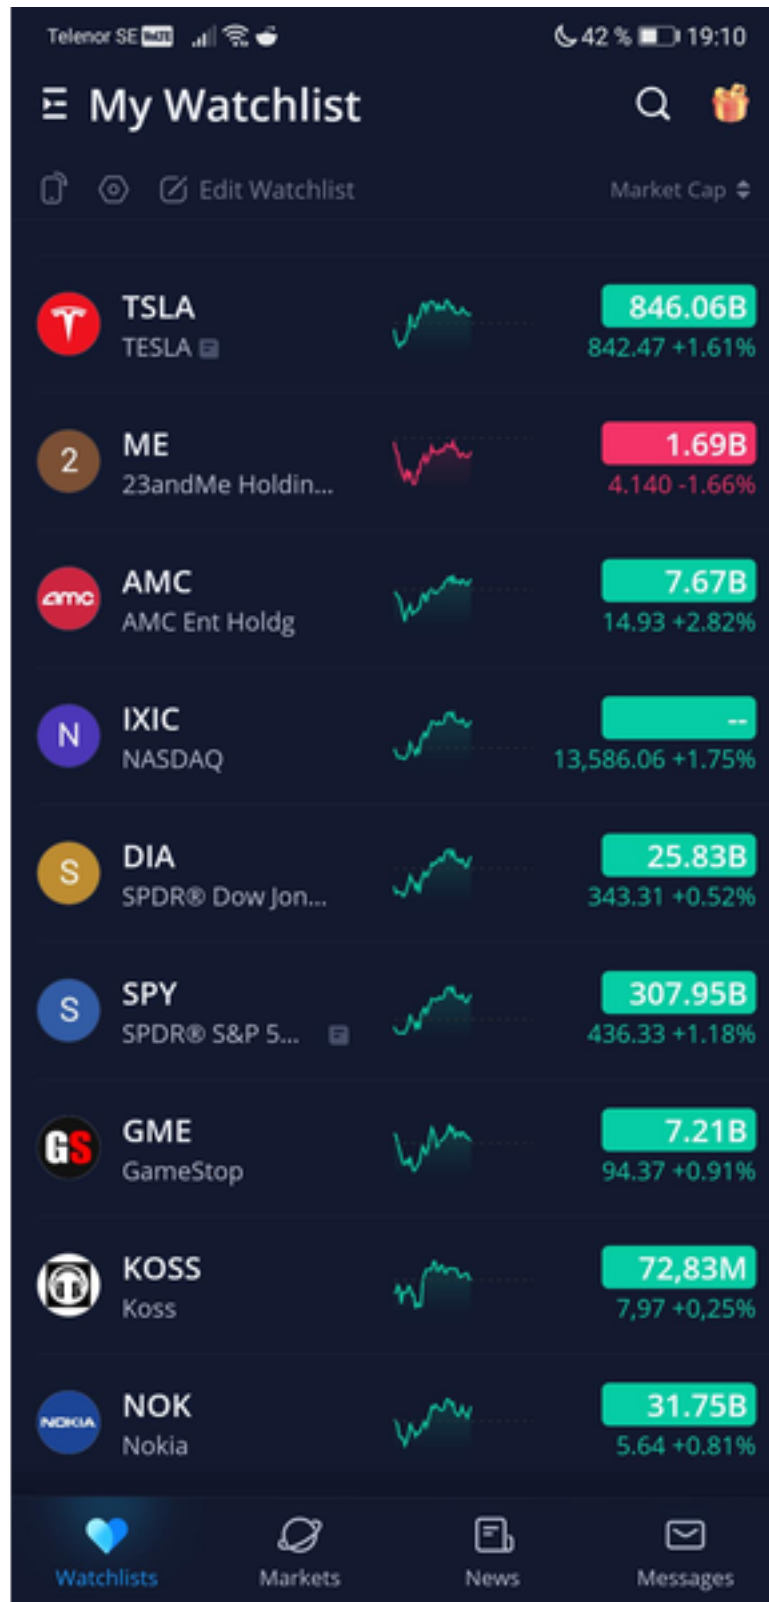 Telenor SE VoLTE 42 % 19:10
My Watchlist
Edit Watchlist Market Cap
TSLA 846.06B
TESLA 842.47 +1.61%
2 ME 1.69B
23andMe Holdin... 4.140 -1.66%
amc AMC 7.67B
AMC Ent Holdg 14.93 +2.82%
N IXIC --
NASDAQ 13,586.06 +1.75%
S DIA 25.83B
SPDR® Dow Jon... 343.31 +0.52%
S SPY 307.95B
SPDR® S&P 5... 436.33 +1.18%
GS GME 7.21B
GameStop 94.37 +0.91%
KOSS 72,83M
Koss 7,97 +0,25%
NOKIA NOK 31.75B
Nokia 5.64 +0.81%
Watchlists Markets News Messages